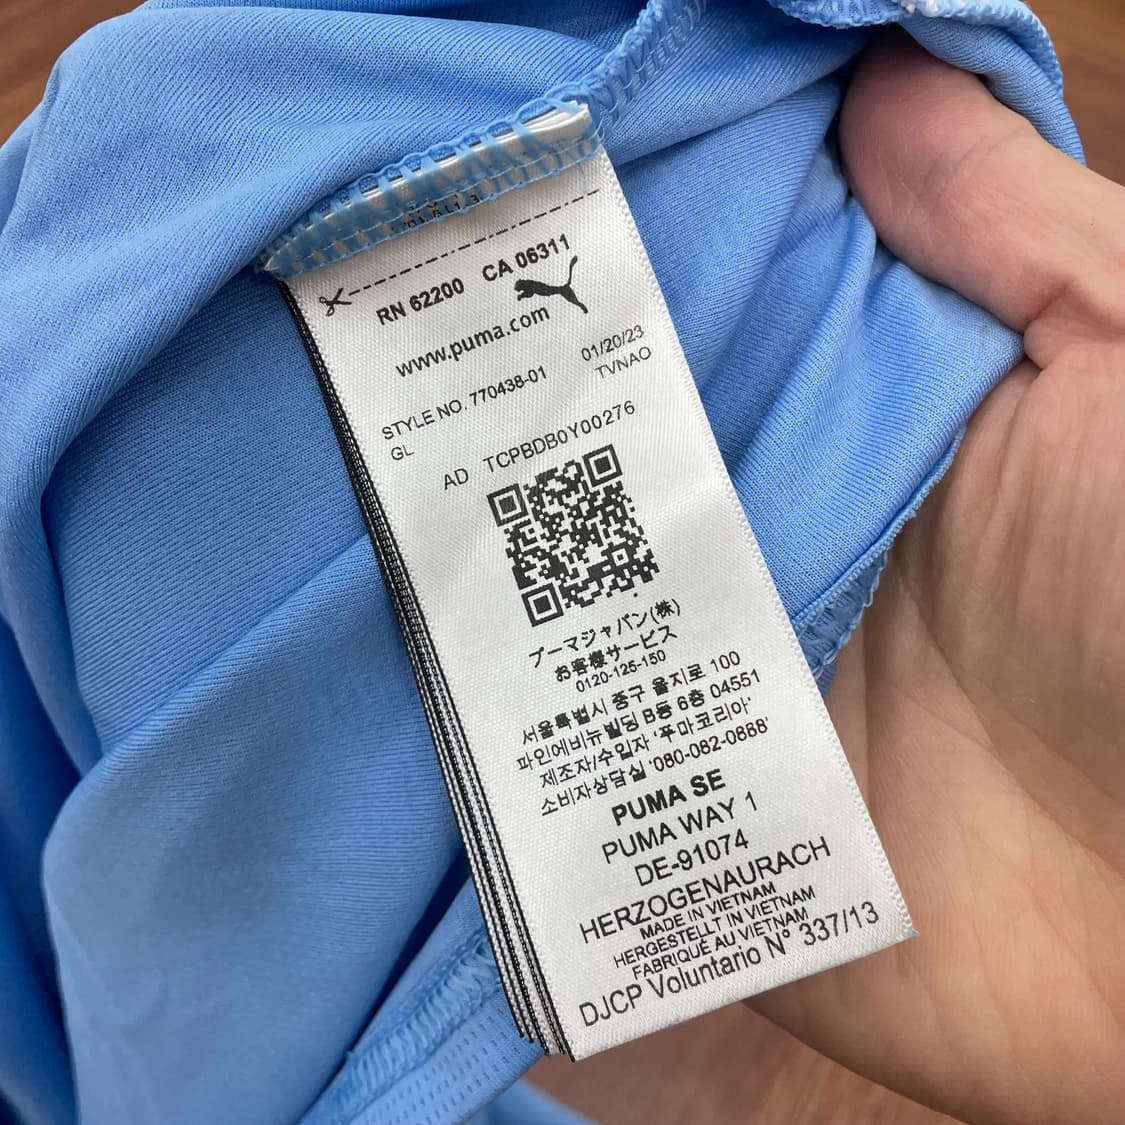 RN 62200 CA 06311
www.puma.com
STYLE NO. 770438-01 01/20/23
GL TVNAO
AD TCPBDB0Y00276
プーマジャパン(株)
お客様サービス
0120-125-150
서울특별시 중구 을지로 100
파인에비뉴빌딩 B동 6층 04551
제조자/수입자 '푸마코리아'
소비자상담실 '080-082-0888'
PUMA SE
PUMA WAY 1
DE-91074
HERZOGENAURACH
MADE IN VIETNAM
HERGESTELLT IN VIETNAM
FABRIQUÉ AU VIETNAM
DJCP Voluntario N° 337/13